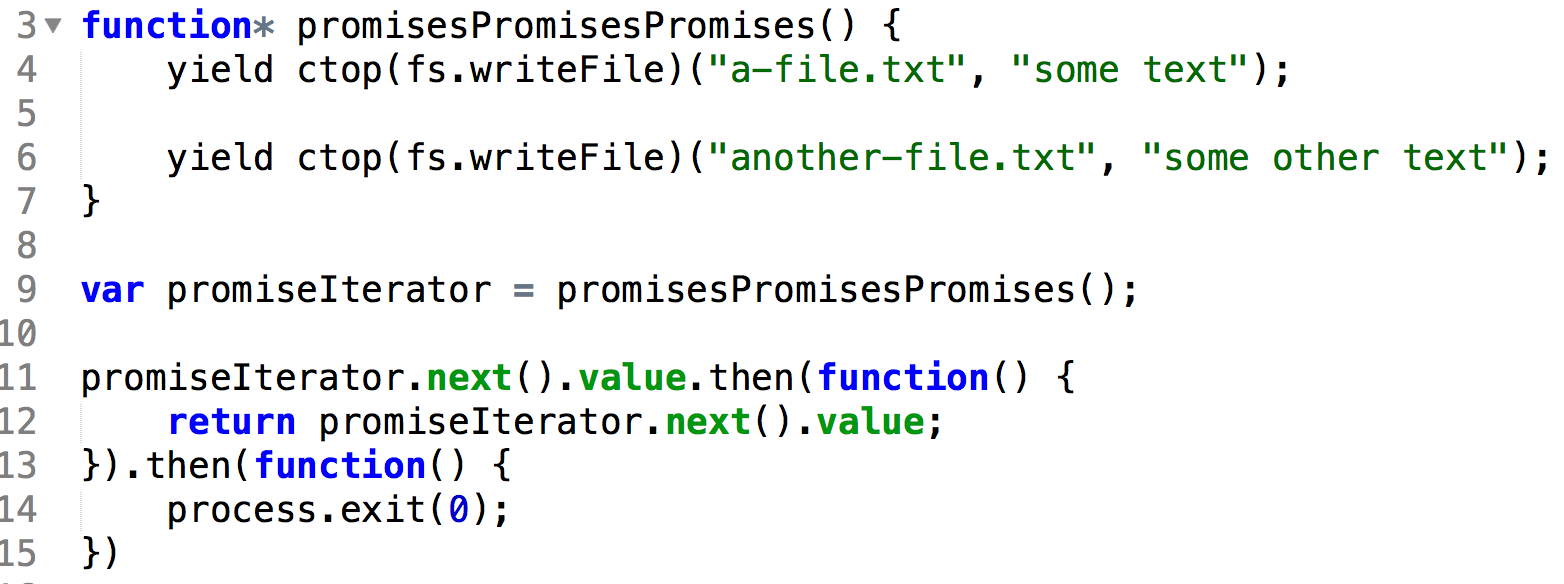 3 function* promisesPromisesPromises() {
4     yield ctop(fs.writeFile)("a-file.txt", "some text");
5
6     yield ctop(fs.writeFile)("another-file.txt", "some other text");
7 }
8
9 var promiseIterator = promisesPromisesPromises();
10
11 promiseIterator.next().value.then(function() {
12     return promiseIterator.next().value;
13 }).then(function() {
14     process.exit(0);
15 })